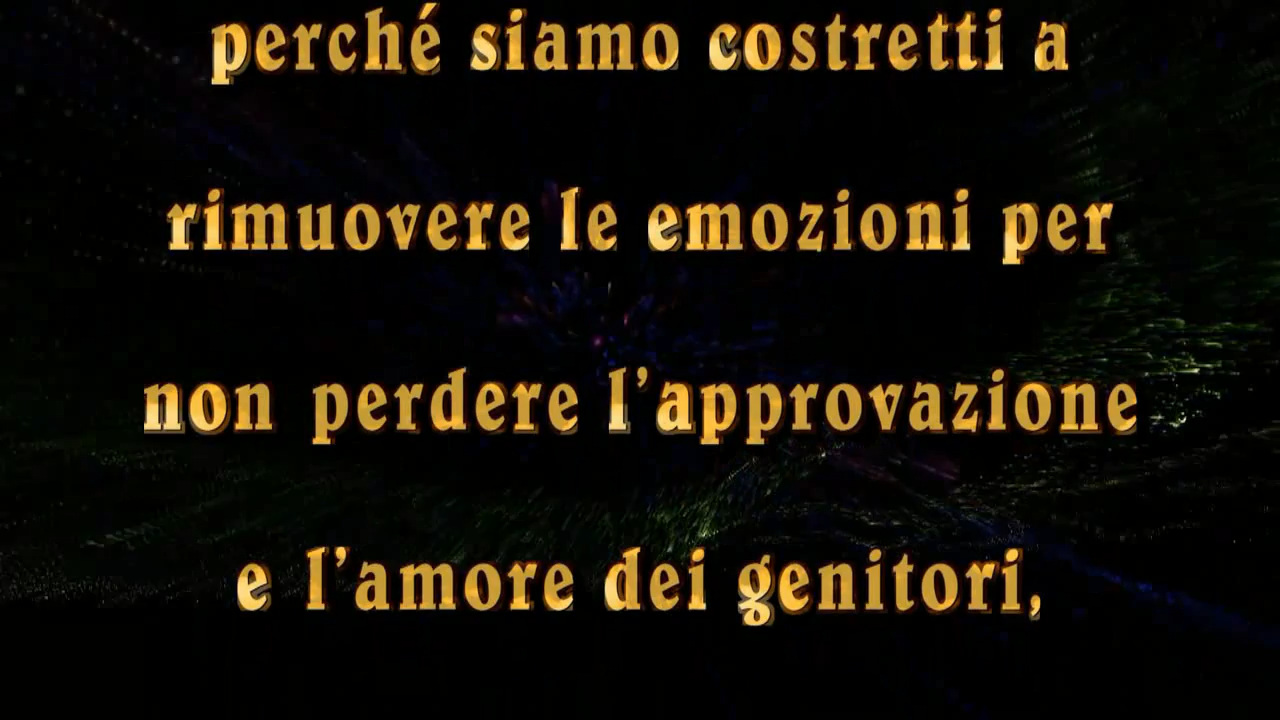 perché siamo costretti a
rimuovere le emozioni per
non perdere l’approvazione
e l’amore dei genitori,